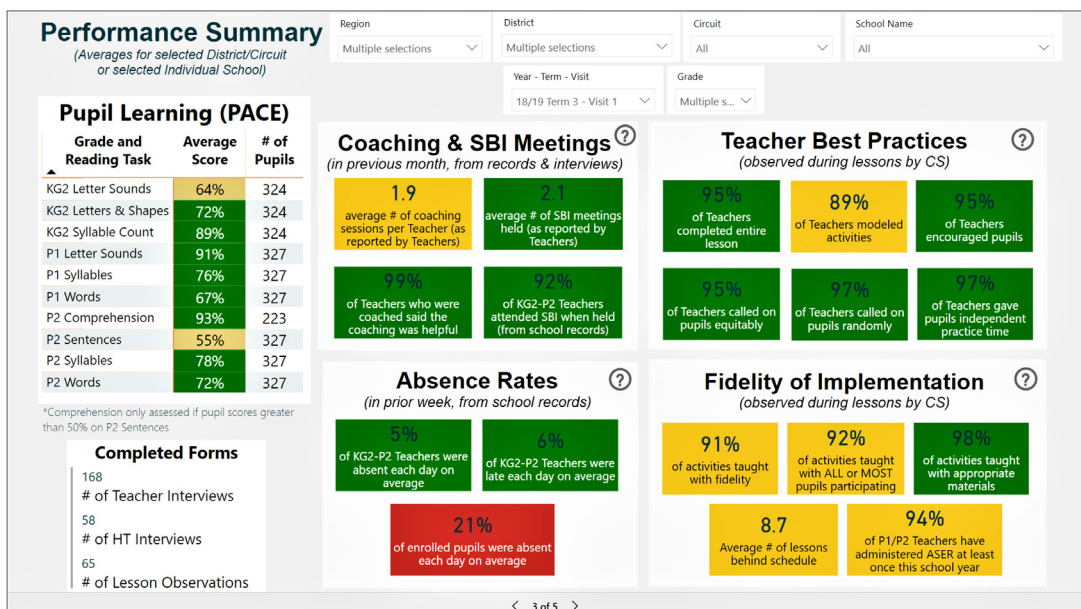 Performance Summary
(Averages for selected District/Circuit
or selected Individual School)
Region
Multiple selections
District
Multiple selections
Circuit
All
School Name
All
Year - Term - Visit
18/19 Term 3 - Visit 1
Grade
Multiple s...
Pupil Learning (PACE)
Grade and Reading Task Average Score # of Pupils
KG2 Letter Sounds 64% 324
KG2 Letters & Shapes 72% 324
KG2 Syllable Count 89% 324
P1 Letter Sounds 91% 327
P1 Syllables 76% 327
P1 Words 67% 327
P2 Comprehension 93% 223
P2 Sentences 55% 327
P2 Syllables 78% 327
P2 Words 72% 327
*Comprehension only assessed if pupil scores greater
than 50% on P2 Sentences
Completed Forms
168
# of Teacher Interviews
58
# of HT Interviews
65
# of Lesson Observations
Coaching & SBI Meetings
?
(in previous month, from records & interviews)
1.9
average # of coaching
sessions per Teacher (as
reported by Teachers)
2.1
average # of SBI meetings
held (as reported by
Teachers)
99%
of Teachers who were
coached said the
coaching was helpful
92%
of KG2-P2 Teachers
attended SBI when held
(from school records)
Teacher Best Practices
?
(observed during lessons by CS)
95%
of Teachers
completed entire
lesson
89%
of Teachers modeled
activities
95%
of Teachers
encouraged pupils
95%
of Teachers called on
pupils equitably
97%
of Teachers called on
pupils randomly
97%
of Teachers gave
pupils independent
practice time
Absence Rates
?
(in prior week, from school records)
5%
of KG2-P2 Teachers were
absent each day on
average
6%
of KG2-P2 Teachers were
late each day on average
21%
of enrolled pupils were absent
each day on average
Fidelity of Implementation
?
(observed during lessons by CS)
91%
of activities taught
with fidelity
92%
of activities taught
with ALL or MOST
pupils participating
98%
of activities taught
with appropriate
materials
8.7
Average # of lessons
behind schedule
94%
of P1/P2 Teachers have
administered ASER at least
once this school year
3 of 5